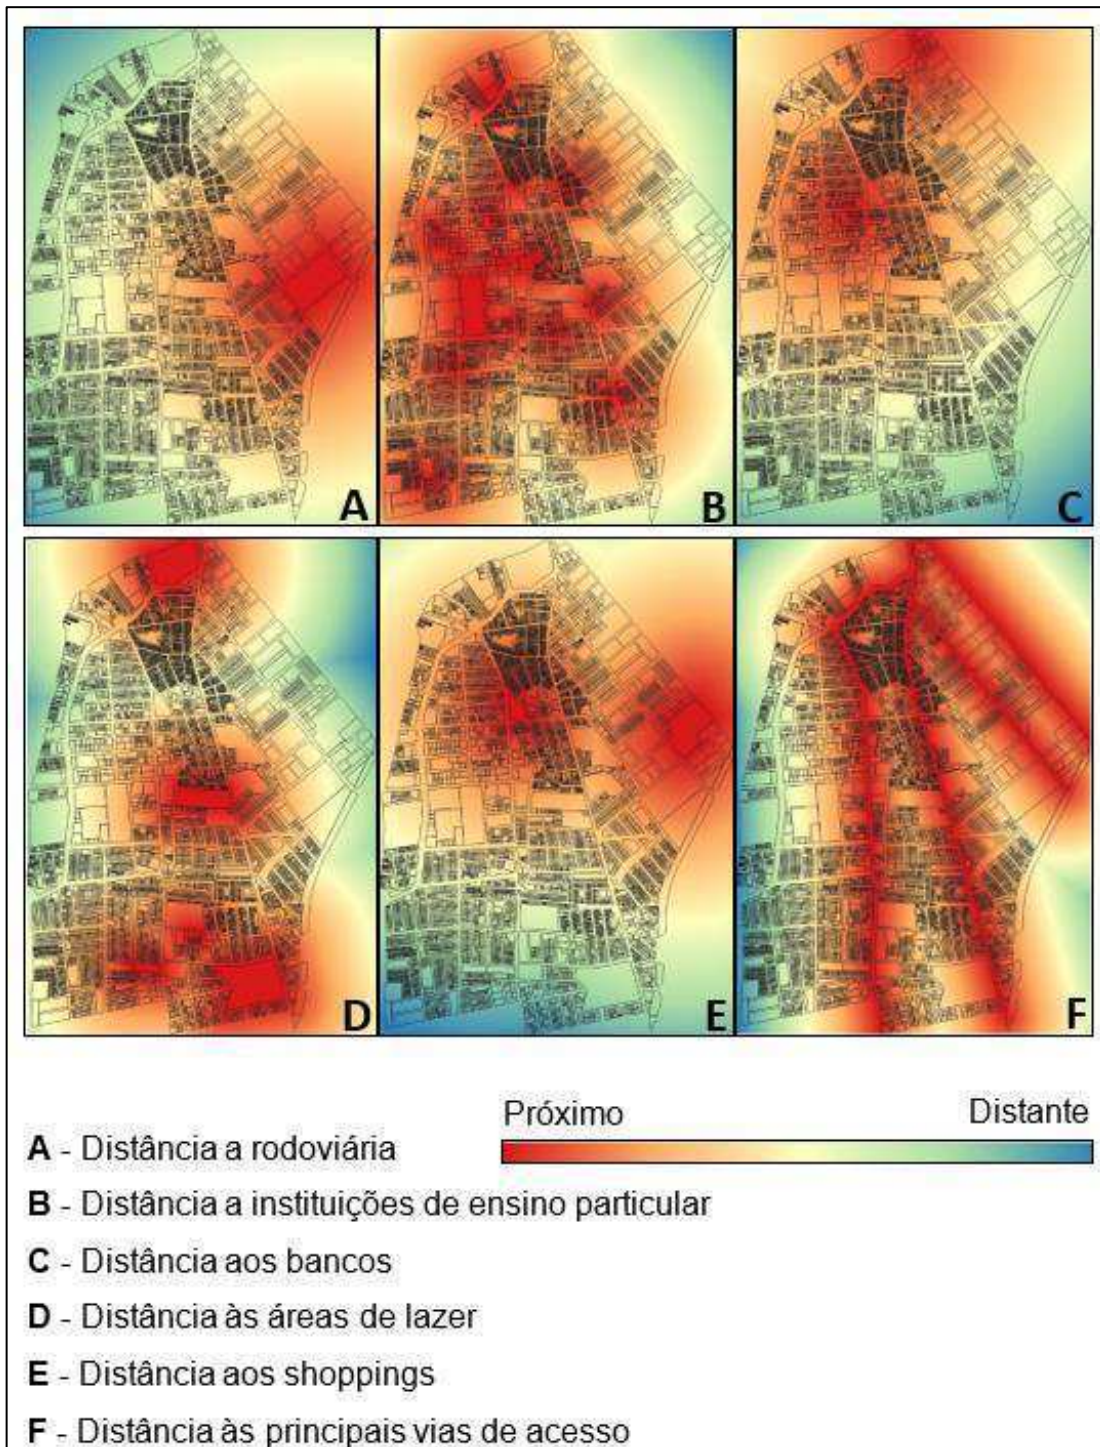 A
B
C
D
E
F
Próximo
Distante
A - Distância a rodoviária
B - Distância a instituições de ensino particular
C - Distância aos bancos
D - Distância às áreas de lazer
E - Distância aos shoppings
F - Distância às principais vias de acesso